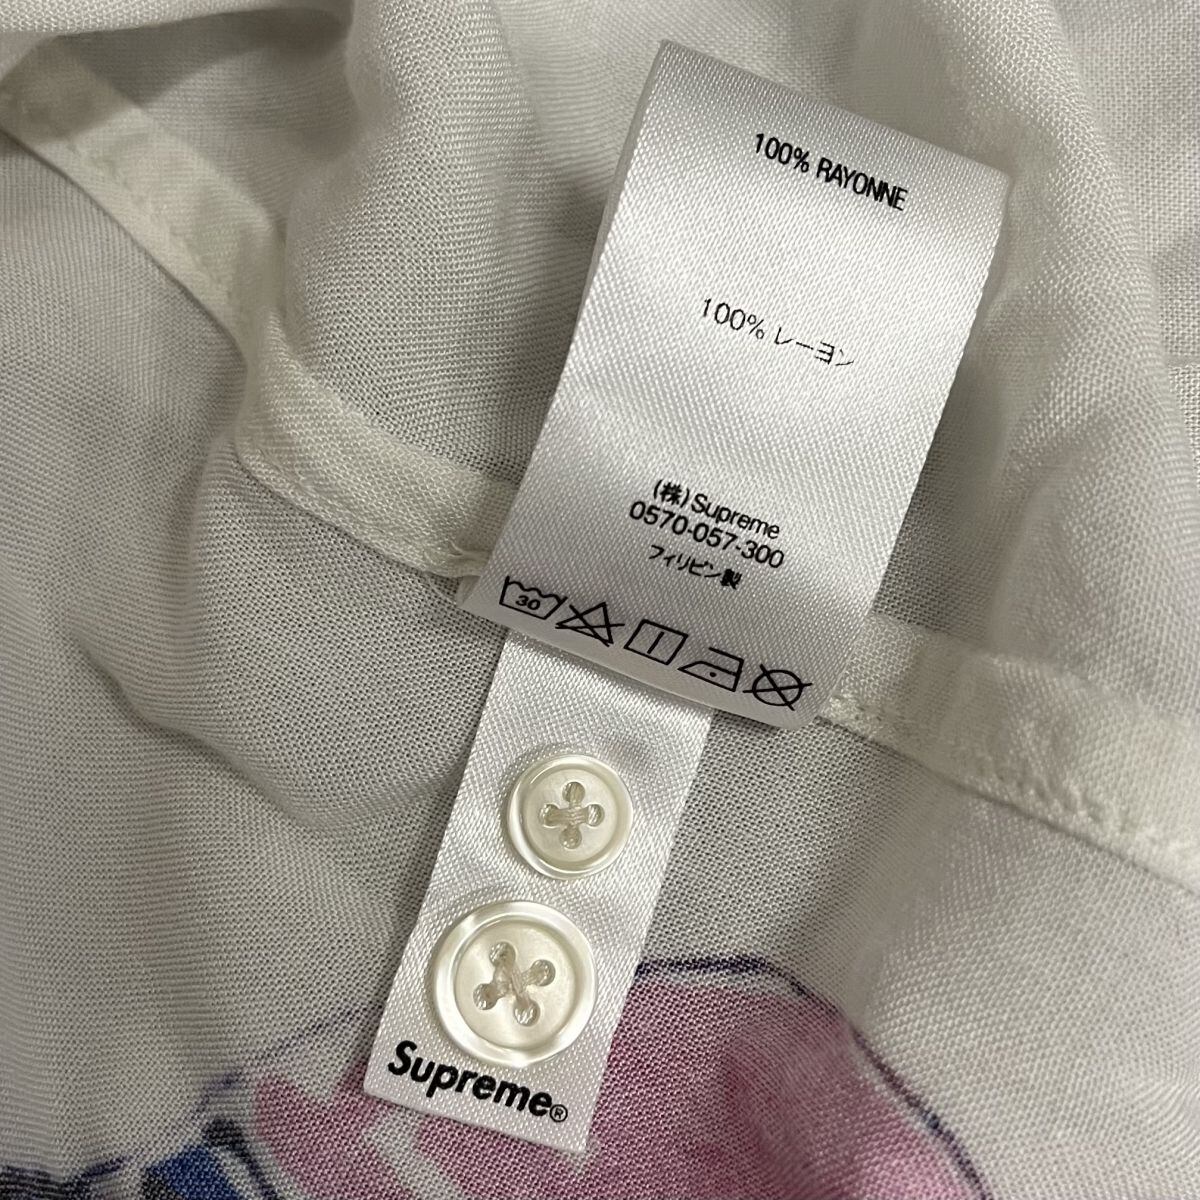 100% RAYONNE
100% レーヨン
(株)Supreme
0570-057-300
フィリピン製
30
Supreme®